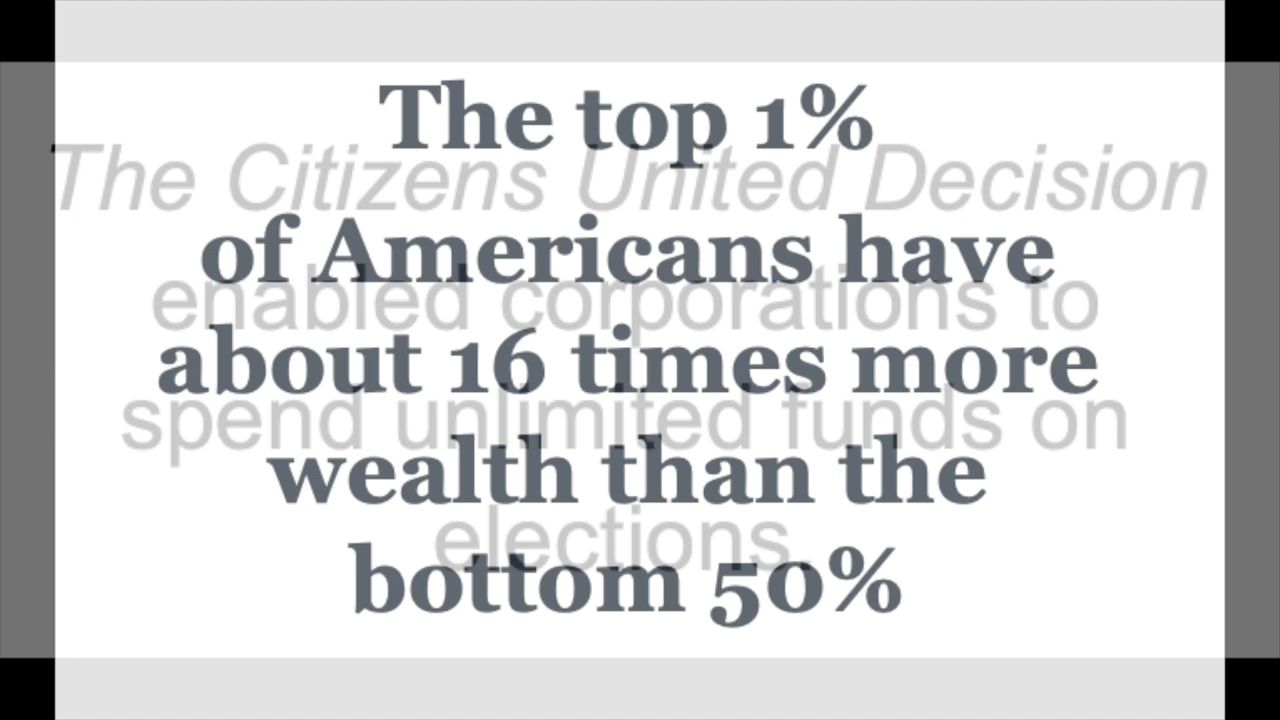 The top 1%
of Americans have
about 16 times more
wealth than the
bottom 50%
The Citizens United Decision
enabled corporations to
spend unlimited funds on
elections.